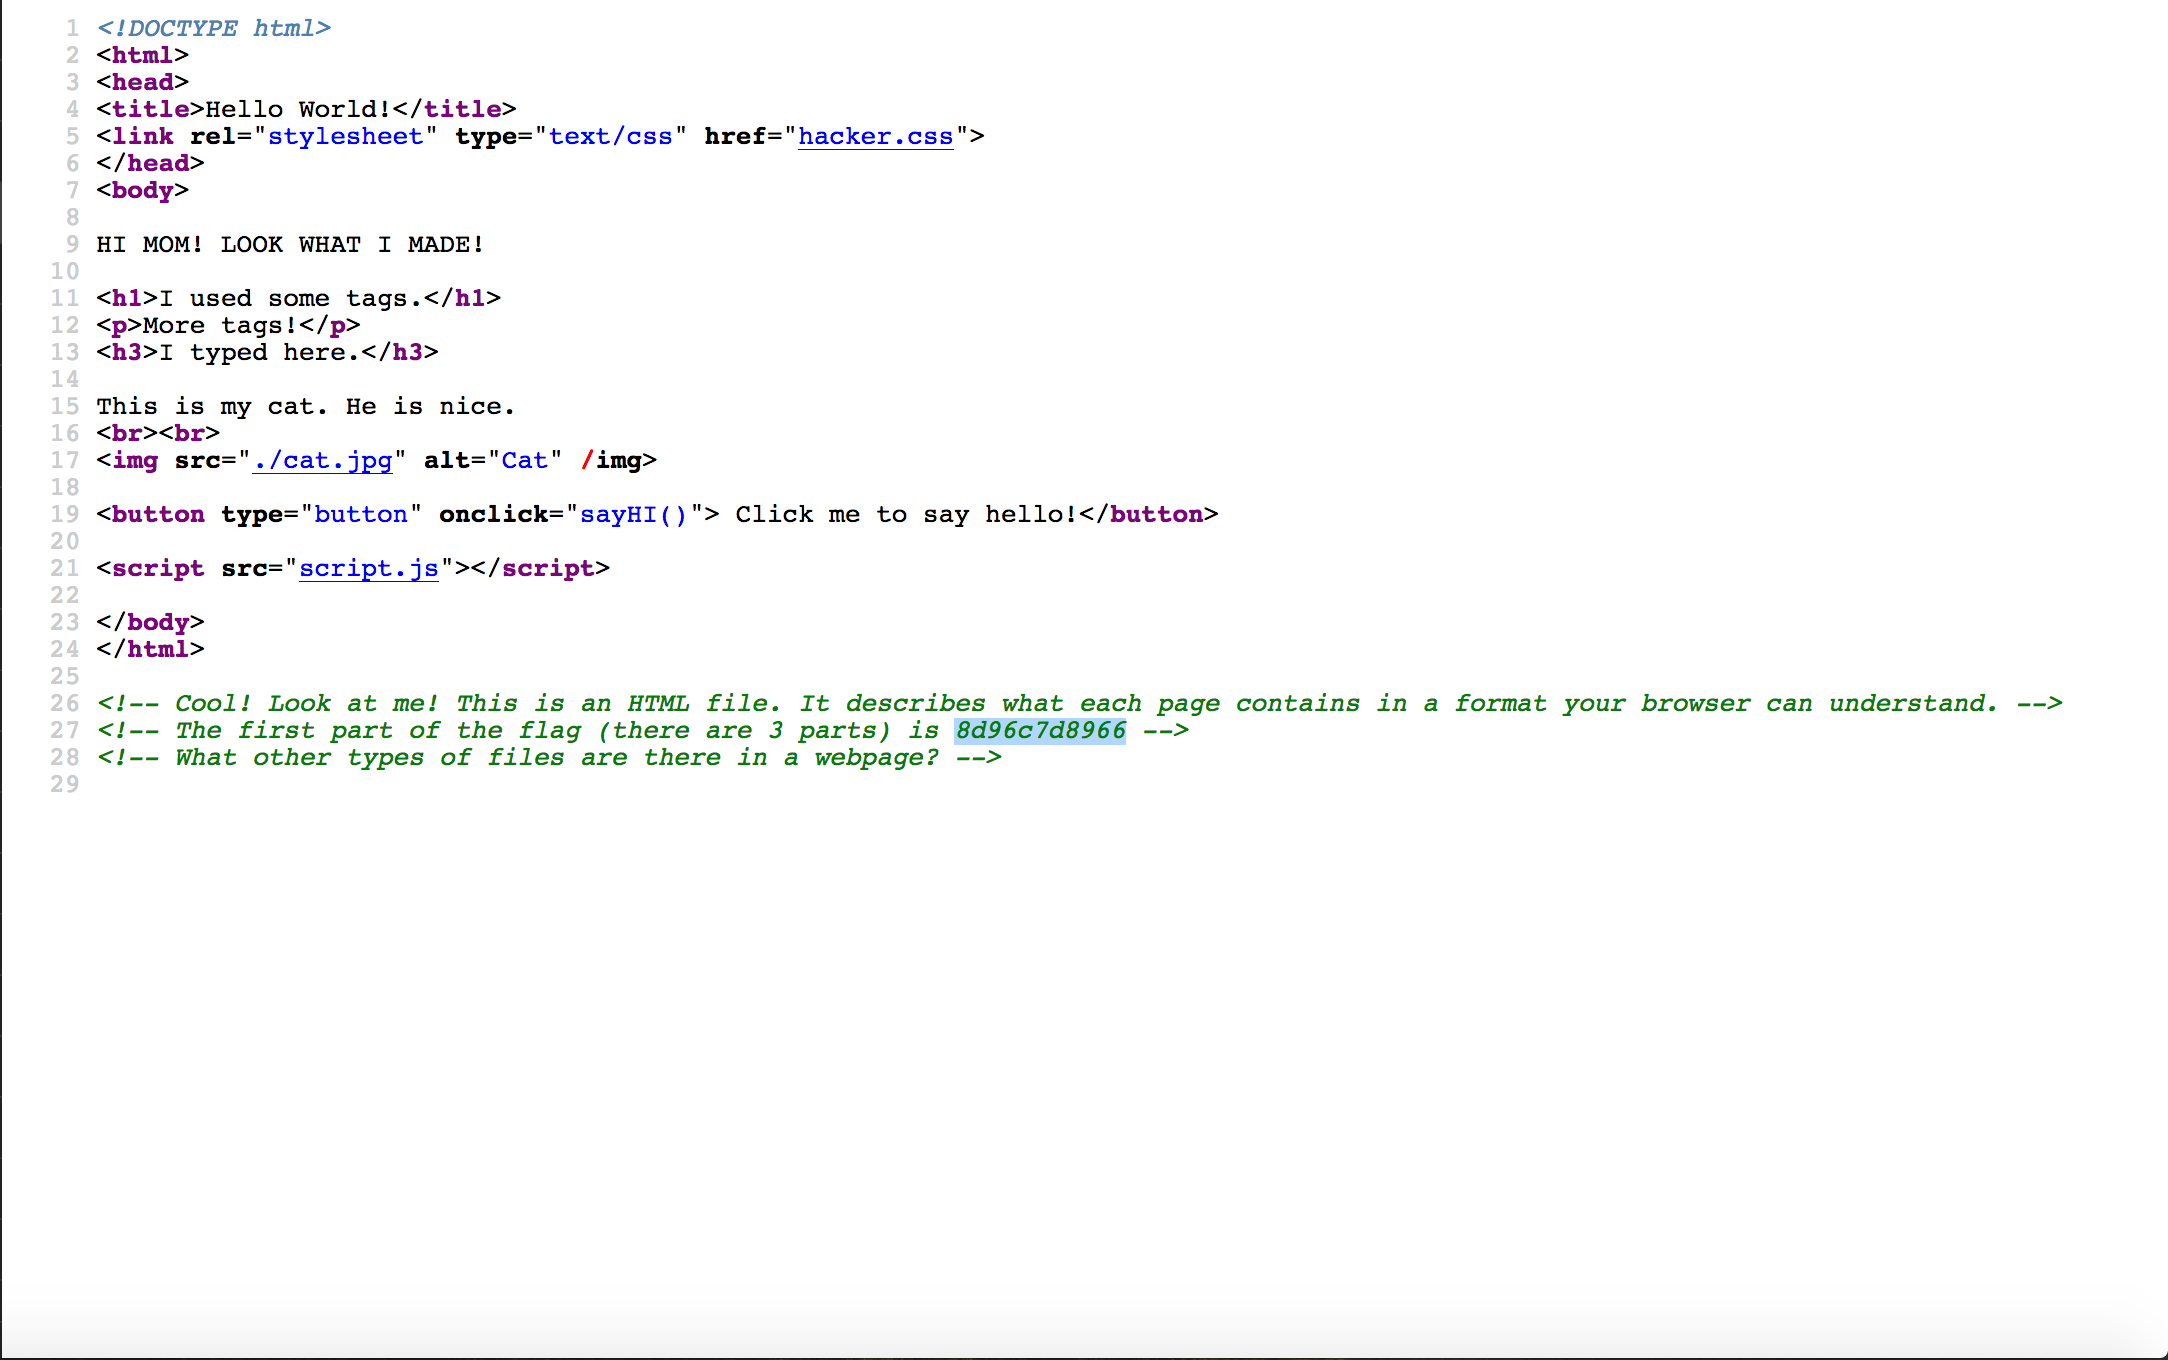 1 <!DOCTYPE html>
2 <html>
3 <head>
4 <title>Hello World!</title>
5 <link rel="stylesheet" type="text/css" href="hacker.css">
6 </head>
7 <body>
8
9 HI MOM! LOOK WHAT I MADE!
10
11 <h1>I used some tags.</h1>
12 <p>More tags!</p>
13 <h3>I typed here.</h3>
14
15 This is my cat. He is nice.
16 <br><br>
17 <img src="./cat.jpg" alt="Cat" /img>
18
19 <button type="button" onclick="sayHI()"> Click me to say hello!</button>
20
21 <script src="script.js"></script>
22
23 </body>
24 </html>
25
26 <!-- Cool! Look at me! This is an HTML file. It describes what each page contains in a format your browser can understand. -->
27 <!-- The first part of the flag (there are 3 parts) is 8d96c7d8966 -->
28 <!-- What other types of files are there in a webpage? -->
29